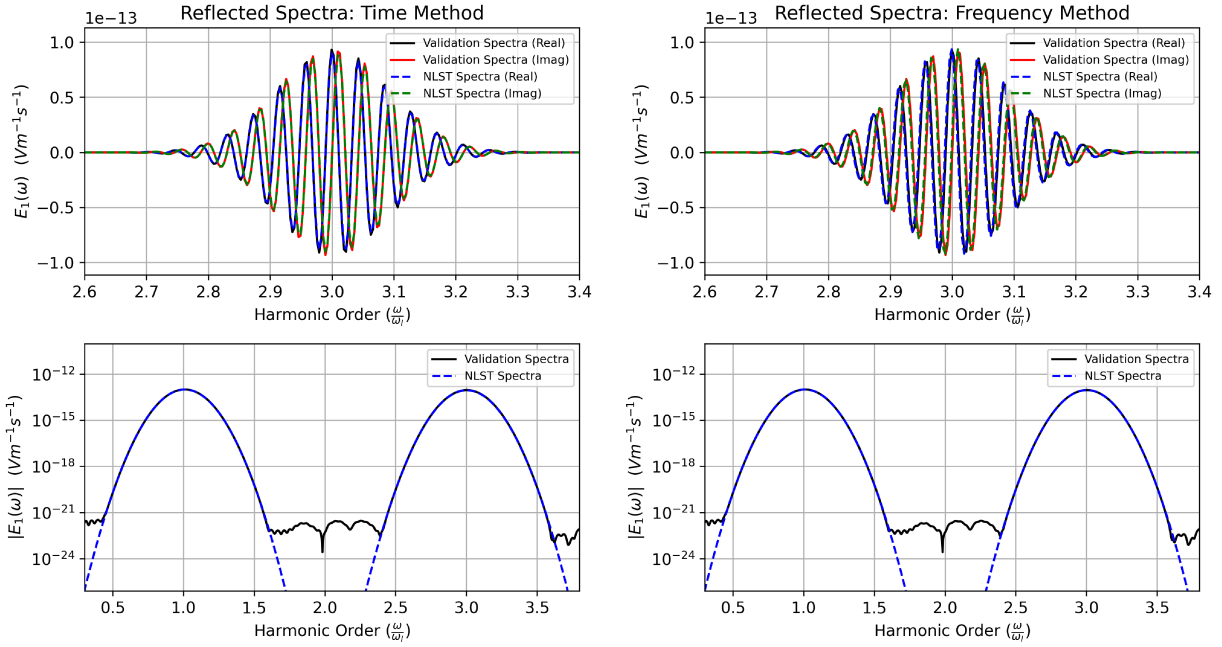 Reflected Spectra: Time Method
1e−13
E₁(ω) (Vm⁻¹s⁻¹)
1.0
0.5
0.0
−0.5
−1.0
Validation Spectra (Real)
Validation Spectra (Imag)
NLST Spectra (Real)
NLST Spectra (Imag)
2.6 2.7 2.8 2.9 3.0 3.1 3.2 3.3 3.4
Harmonic Order (ω/ωₗ)
Reflected Spectra: Frequency Method
1e−13
E₁(ω) (Vm⁻¹s⁻¹)
1.0
0.5
0.0
−0.5
−1.0
Validation Spectra (Real)
Validation Spectra (Imag)
NLST Spectra (Real)
NLST Spectra (Imag)
2.6 2.7 2.8 2.9 3.0 3.1 3.2 3.3 3.4
Harmonic Order (ω/ωₗ)
|E₁(ω)| (Vm⁻¹s⁻¹)
10⁻¹²
10⁻¹⁵
10⁻¹⁸
10⁻²¹
10⁻²⁴
Validation Spectra
NLST Spectra
0.5 1.0 1.5 2.0 2.5 3.0 3.5
Harmonic Order (ω/ωₗ)
|E₁(ω)| (Vm⁻¹s⁻¹)
10⁻¹²
10⁻¹⁵
10⁻¹⁸
10⁻²¹
10⁻²⁴
Validation Spectra
NLST Spectra
0.5 1.0 1.5 2.0 2.5 3.0 3.5
Harmonic Order (ω/ωₗ)